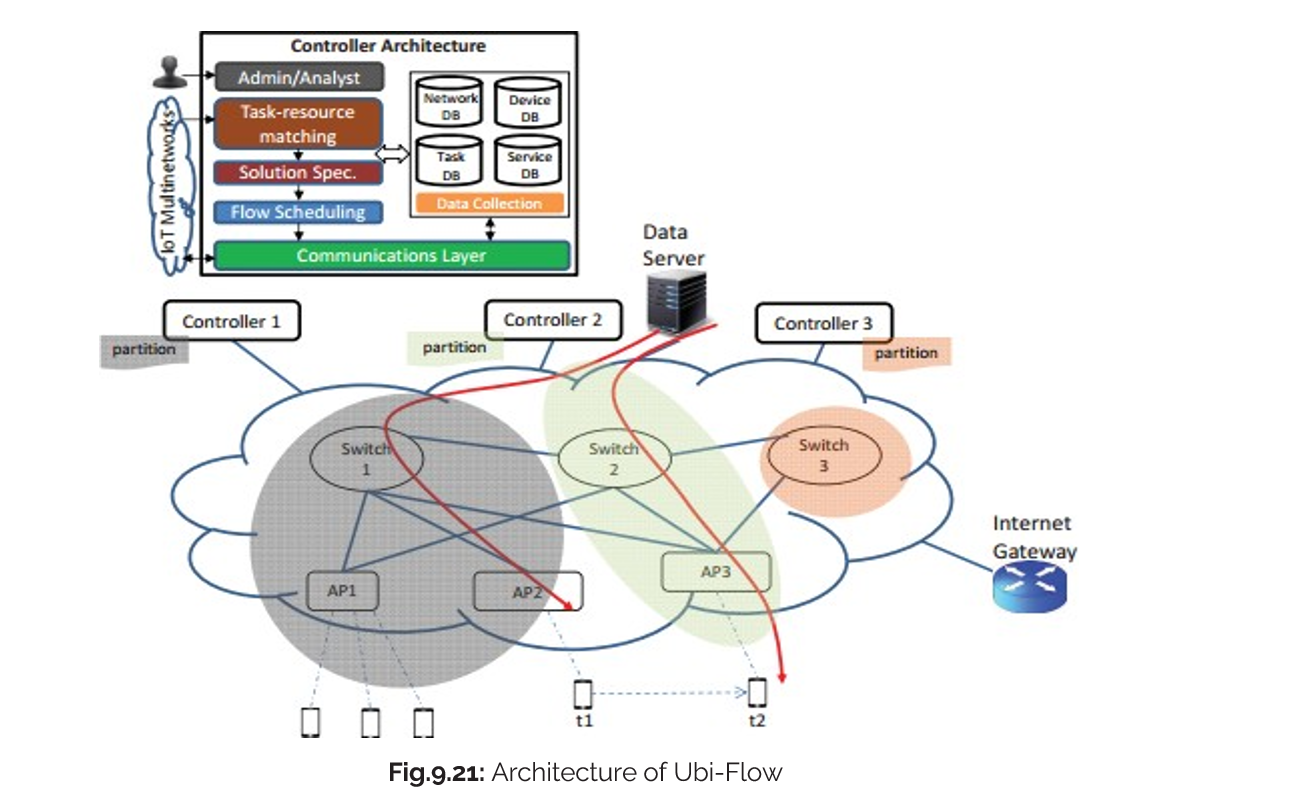 Controller Architecture
Admin/Analyst
Task-resource
matching
Solution Spec.
Flow Scheduling
Communications Layer
Network
DB
Device
DB
Task
DB
Service
DB
Data Collection
IoT Multinetworks
Data
Server
Controller 1
Controller 2
Controller 3
partition
partition
partition
Switch
1
Switch
2
Switch
3
Internet
Gateway
AP1
AP2
AP3
t1
t2
Fig.9.21: Architecture of Ubi-Flow